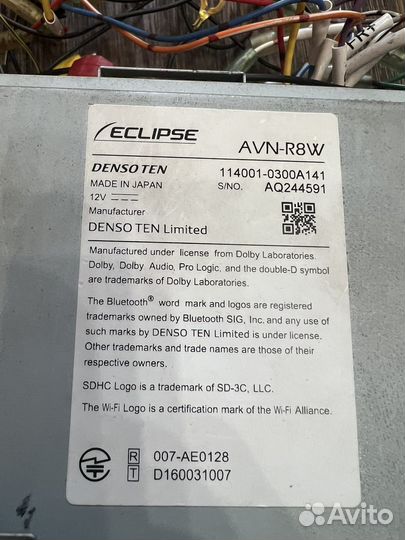 FRT
ECLIPSE AVN-R8W
DENSO TEN 114001-0300A141
MADE IN JAPAN S/NO. AQ244591
12V
Manufacturer
DENSO TEN Limited
Manufactured under license from Dolby Laboratories.
Dolby, Dolby Audio, Pro Logic, and the double-D symbol
are trademarks of Dolby Laboratories.
The Bluetooth® word mark and logos are registered
trademarks owned by Bluetooth SIG, Inc. and any use of
such marks by DENSO TEN Limited is under license.
Other trademarks and trade names are those of their
respective owners.
SDHC Logo is a trademark of SD-3C, LLC.
The Wi-Fi Logo is a certification mark of the Wi-Fi Alliance.
R 007-AE0128
T D160031007
Avito